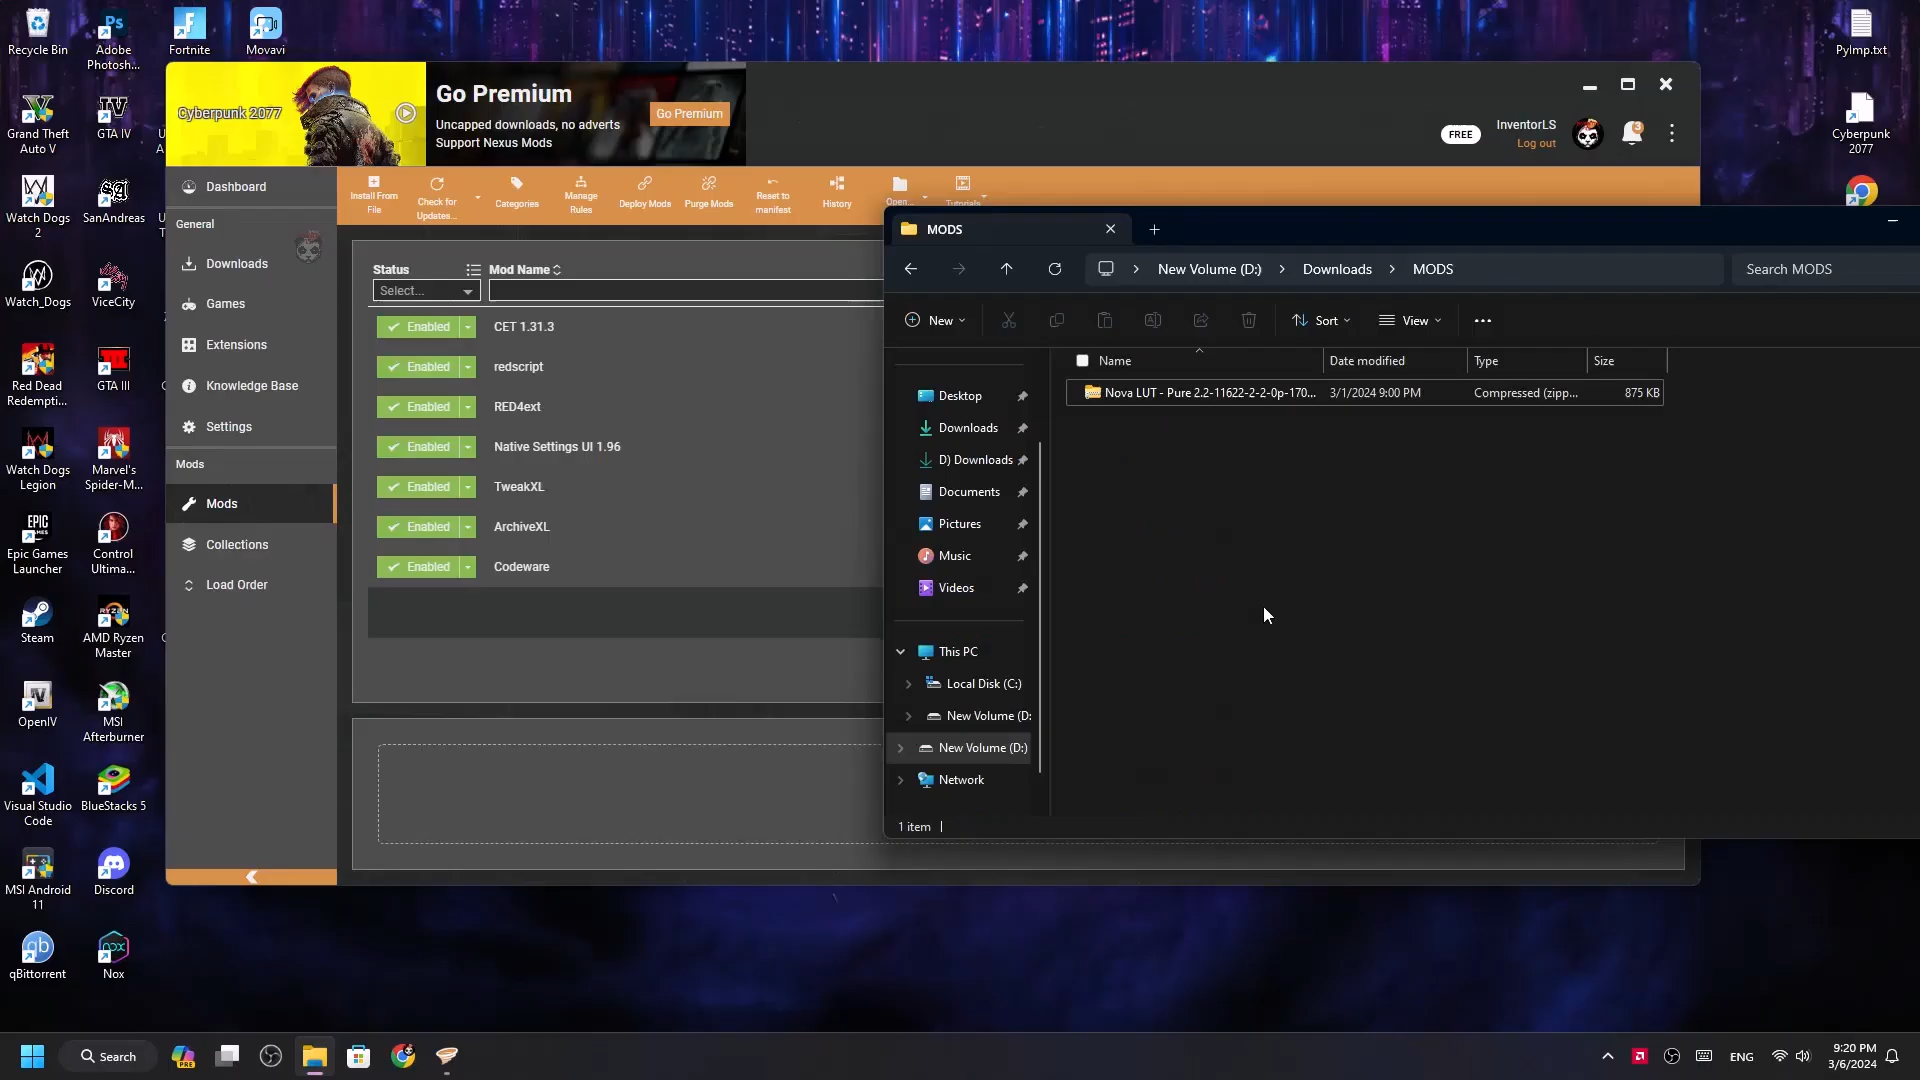 Recycle Bin
Adobe
Photosh...
Fortnite
Movavi
Grand Theft
Auto V
GTA IV
Watch Dogs
2
SanAndreas
Watch_Dogs
ViceCity
Red Dead
Redempti...
GTA III
Watch Dogs
Legion
Marvel's
Spider-M...
Epic Games
Launcher
Control
Ultima...
Steam
AMD Ryzen
Master
OpenIV
MSI
Afterburner
Visual Studio
Code
BlueStacks 5
MSI Android
11
Discord
qBittorrent
Nox
PyImp.txt
Cyberpunk
2077
Cyberpunk 2077
Go Premium
Uncapped downloads, no adverts
Support Nexus Mods
Go Premium
FREE
InventorLS
Log out
3
Dashboard
General
Downloads
Games
Extensions
Knowledge Base
Settings
Mods
Mods
Collections
Load Order
Install From
File
Check for
Updates...
Categories
Manage
Rules
Deploy Mods
Purge Mods
Reset to
manifest
History
Open...
Tutorials
Status
Mod Name
Select...
Enabled
CET 1.31.3
Enabled
redscript
Enabled
RED4ext
Enabled
Native Settings UI 1.96
Enabled
TweakXL
Enabled
ArchiveXL
Enabled
Codeware
MODS
New Volume (D:)
Downloads
MODS
Search MODS
New
Sort
View
Name
Date modified
Type
Size
Nova LUT - Pure 2.2-11622-2-2-0p-170...
3/1/2024 9:00 PM
Compressed (zipp...
875 KB
Desktop
Downloads
D) Downloads
Documents
Pictures
Music
Videos
This PC
Local Disk (C:)
New Volume (D:
New Volume (D:)
Network
1 item
Search
ENG
9:20 PM
3/6/2024